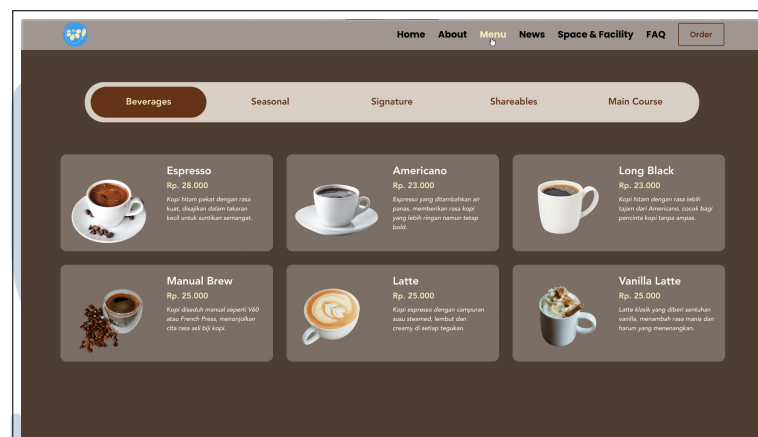 Home About Menu News Space & Facility FAQ Order
Beverages Seasonal Signature Shareables Main Course
Espresso
Rp. 28.000
Kopi hitam pekat dengan rasa
kuat, disajikan dalam takaran
kecil untuk suntikan semangat.
Americano
Rp. 23.000
Espresso yang ditambahkan air
panas, memberikan rasa kopi
yang lebih ringan namun tetap
bold.
Long Black
Rp. 23.000
Kopi hitam dengan rasa lebih
tajam dari Americano, cocok bagi
pencinta kopi tanpa ampas.
Manual Brew
Rp. 25.000
Kopi diseduh manual seperti V60
atau French Press, menonjolkan
cita rasa asli biji kopi.
Latte
Rp. 25.000
Kopi espresso dengan campuran
susu steamed, lembut dan
creamy di setiap tegukan.
Vanilla Latte
Rp. 25.000
Latte klasik yang diberi sentuhan
vanilla, menambah rasa manis dan
harum yang menenangkan.